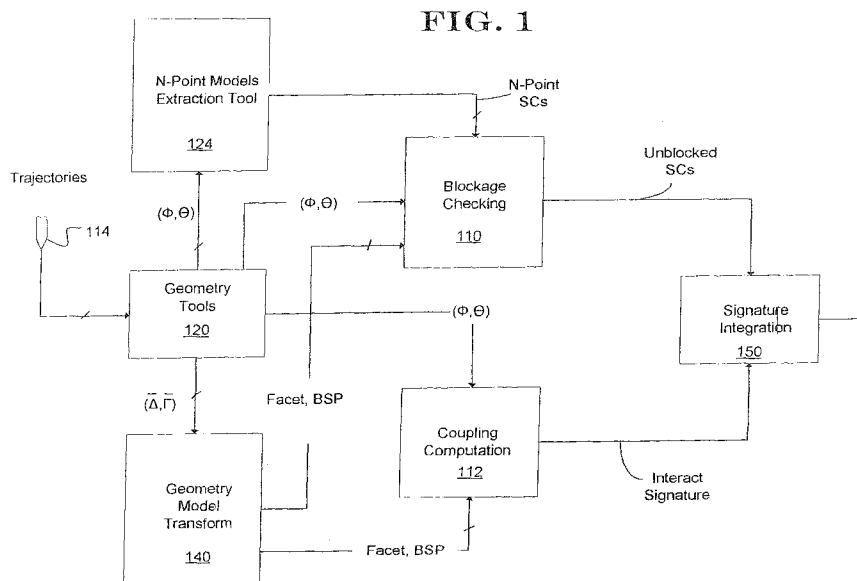 FIG. 1
N-Point Models
Extraction Tool
124
N-Point
SCs
Trajectories
114
(Φ,Θ)
(Φ,Θ)
Blockage
Checking
110
Unblocked
SCs
Geometry
Tools
120
(Φ,Θ)
Signature
Integration
150
(Δ̄,Γ̄)
Facet, BSP
Geometry
Model
Transform
140
Coupling
Computation
112
Interact
Signature
Facet, BSP